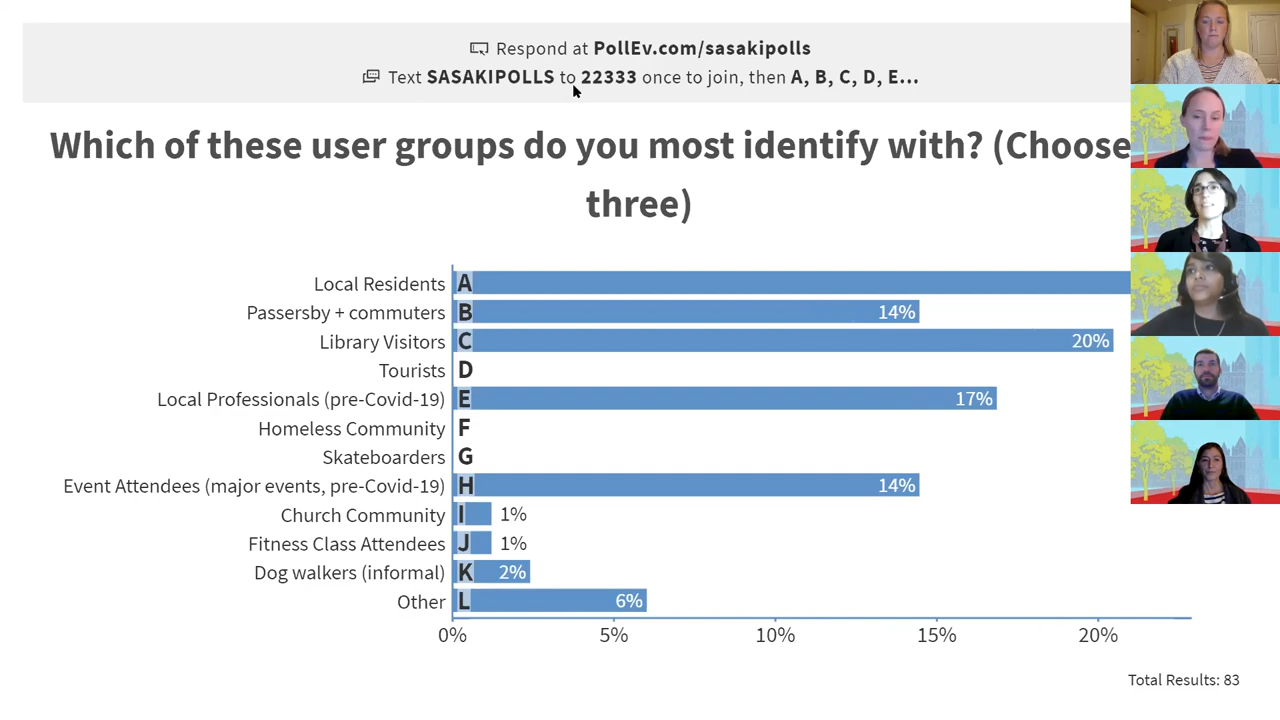 Respond at PollEv.com/sasakipolls
Text SASAKIPOLLS to 22333 once to join, then A, B, C, D, E...
Which of these user groups do you most identify with? (Choose
three)
Local Residents A
Passersby + commuters B 14%
Library Visitors C 20%
Tourists D
Local Professionals (pre-Covid-19) E 17%
Homeless Community F
Skateboarders G
Event Attendees (major events, pre-Covid-19) H 14%
Church Community I 1%
Fitness Class Attendees J 1%
Dog walkers (informal) K 2%
Other L 6%
0% 5% 10% 15% 20%
Total Results: 83